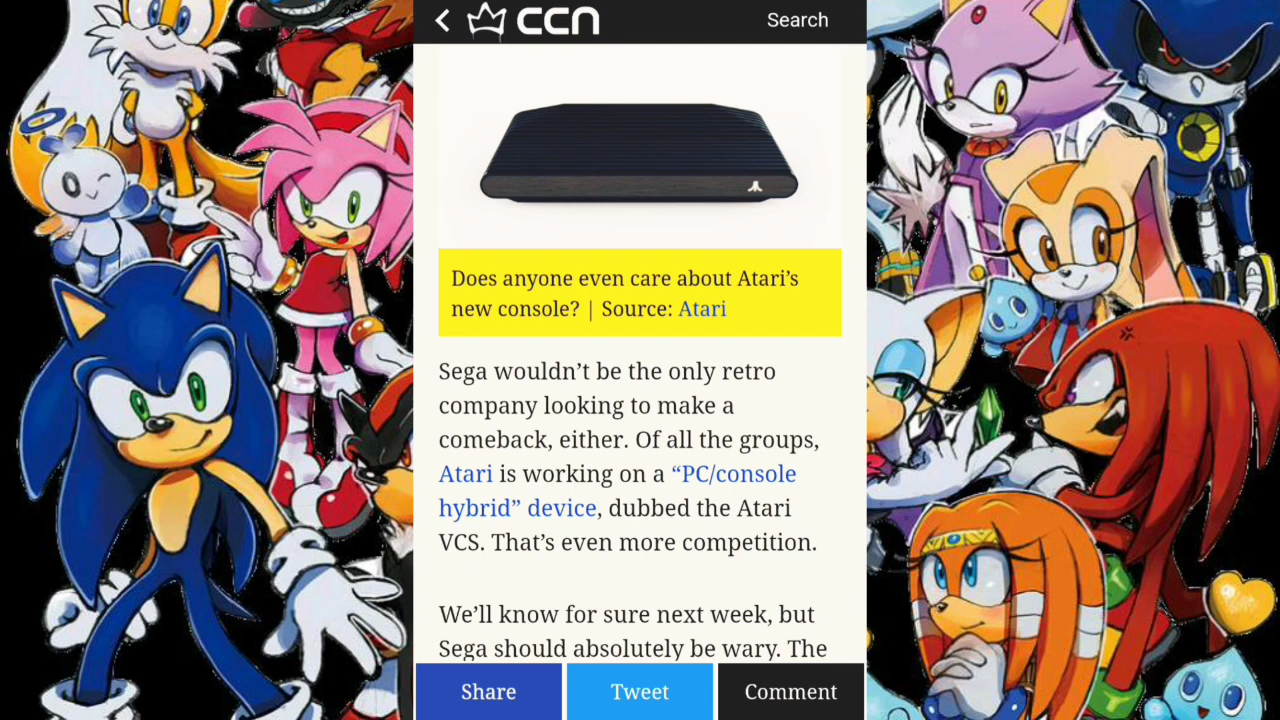 CCN
Search
Does anyone even care about Atari’s
new console? | Source: Atari
Sega wouldn’t be the only retro
company looking to make a
comeback, either. Of all the groups,
Atari is working on a “PC/console
hybrid” device, dubbed the Atari
VCS. That’s even more competition.
We’ll know for sure next week, but
Sega should absolutely be wary. The
Share
Tweet
Comment